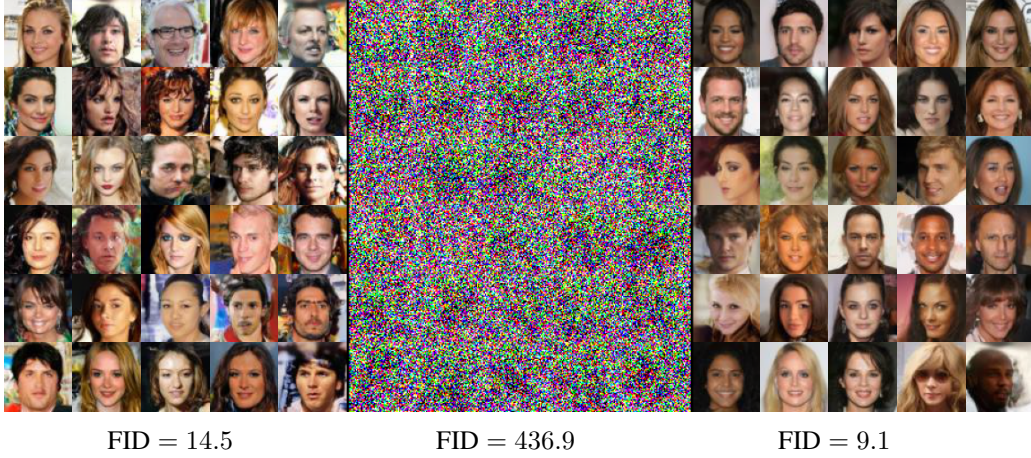 FID = 14.5 FID = 436.9 FID = 9.1